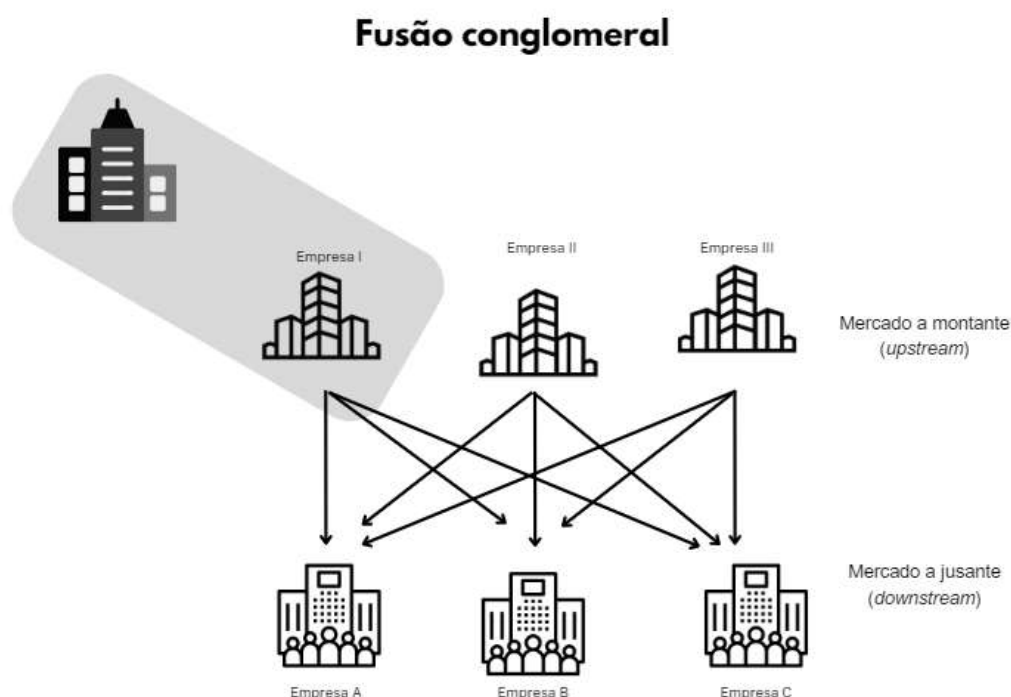 Fusão conglomeral
Empresa I
Empresa II
Empresa III
Mercado a montante
(upstream)
Mercado a jusante
(downstream)
Empresa A
Empresa B
Empresa C